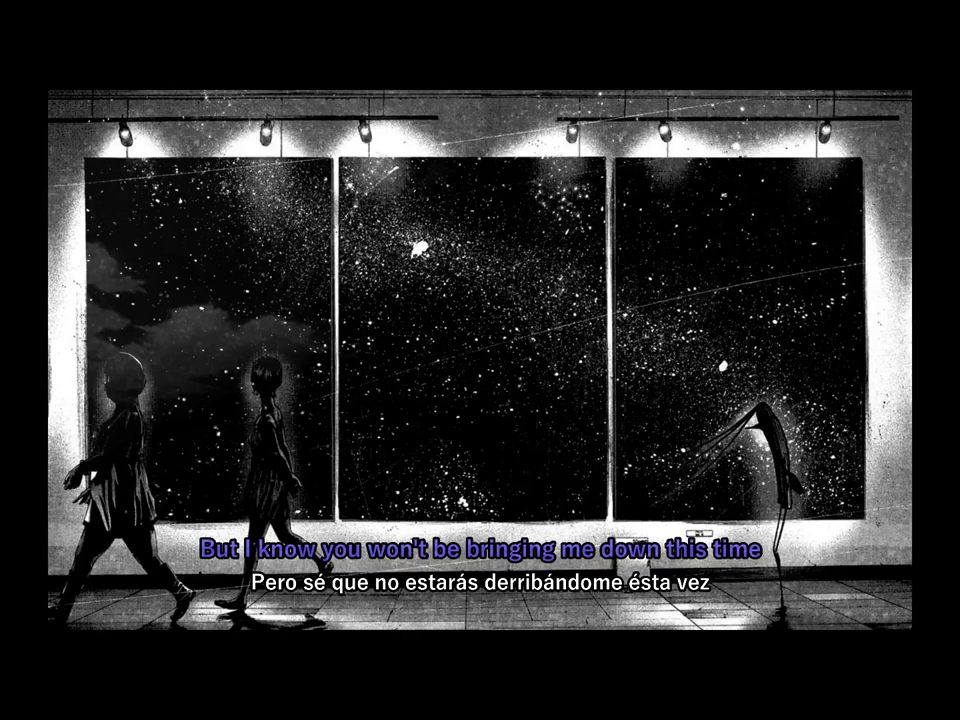 But I know you won't be bringing me down this time
Pero sé que no estarás derribándome ésta vez